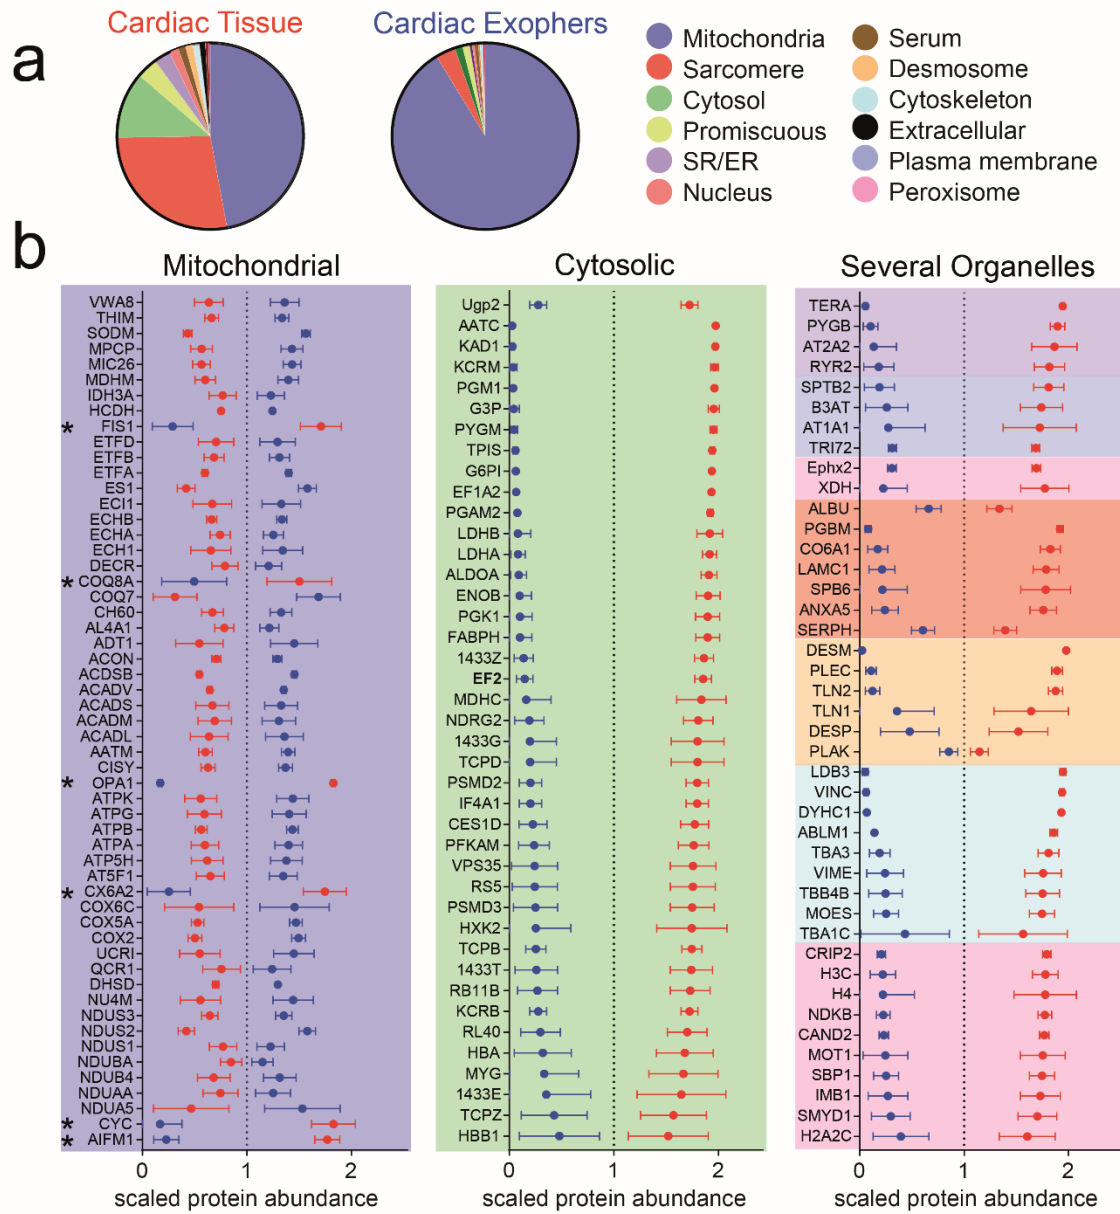 a
Cardiac Tissue
Cardiac Exophers
Mitochondria
Sarcomere
Cytosol
Promiscuous
SR/ER
Nucleus
Serum
Desmosome
Cytoskeleton
Extracellular
Plasma membrane
Peroxisome
b
Mitochondrial
VWA8
THIM
SODM
MPCP
MIC26
MDHM
IDH3A
HCDH
* FIS1
ETFD
ETFB
ETFA
ES1
ECI1
ECHB
ECHA
ECH1
DECR
* COQ8A
COQ7
CH60
AL4A1
ADT1
ACON
ACDSB
ACADV
ACADS
ACADM
ACADL
AATM
CISY
* OPA1
ATPK
ATPG
ATPB
ATPA
ATP5H
AT5F1
* CX6A2
COX6C
COX5A
COX2
UCRI
QCR1
DHSD
NU4M
NDUS3
NDUS2
NDUS1
NDUBA
NDUB4
NDUAA
NDUA5
* CYC
* AIFM1
0 1 2
scaled protein abundance
Cytosolic
Ugp2
AATC
KAD1
KCRM
PGM1
G3P
PYGM
TPIS
G6PI
EF1A2
PGAM2
LDHB
LDHA
ALDOA
ENOB
PGK1
FABPH
1433Z
EF2
MDHC
NDRG2
1433G
TCPD
PSMD2
IF4A1
CES1D
PFKAM
VPS35
RS5
PSMD3
HXK2
TCPB
1433T
RB11B
KCRB
RL40
HBA
MYG
1433E
TCPZ
HBB1
0 1 2
scaled protein abundance
Several Organelles
TERA
PYGB
AT2A2
RYR2
SPTB2
B3AT
AT1A1
TRI72
Ephx2
XDH
ALBU
PGBM
CO6A1
LAMC1
SPB6
ANXA5
SERPH
DESM
PLEC
TLN2
TLN1
DESP
PLAK
LDB3
VINC
DYHC1
ABLM1
TBA3
VIME
TBB4B
MOES
TBA1C
CRIP2
H3C
H4
NDKB
CAND2
MOT1
SBP1
IMB1
SMYD1
H2A2C
0 1 2
scaled protein abundance